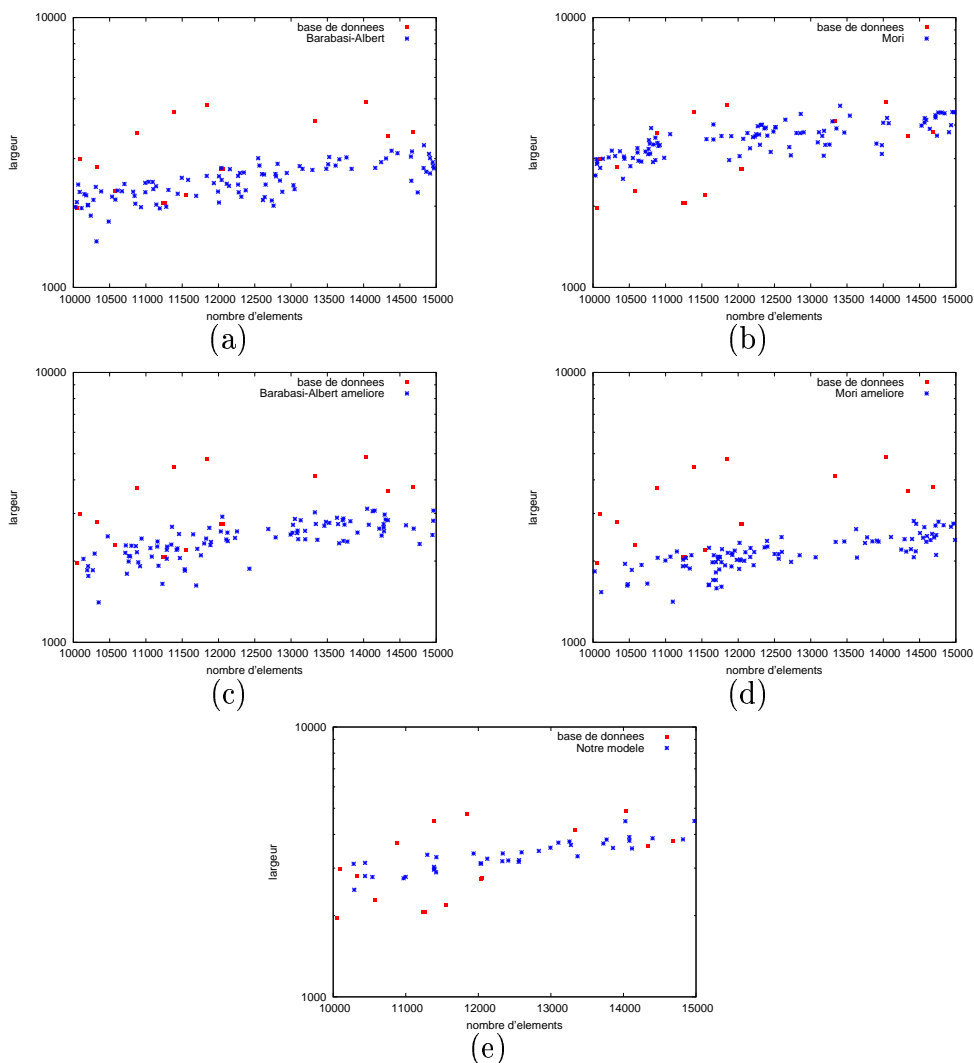 10000
base de donnees
Barabasi-Albert
largeur
1000
10000 10500 11000 11500 12000 12500 13000 13500 14000 14500 15000
nombre d'elements
(a)
10000
base de donnees
Mori
largeur
1000
10000 10500 11000 11500 12000 12500 13000 13500 14000 14500 15000
nombre d'elements
(b)
10000
base de donnees
Barabasi-Albert ameliore
largeur
1000
10000 10500 11000 11500 12000 12500 13000 13500 14000 14500 15000
nombre d'elements
(c)
10000
base de donnees
Mori ameliore
largeur
1000
10000 10500 11000 11500 12000 12500 13000 13500 14000 14500 15000
nombre d'elements
(d)
10000
base de donnees
Notre modele
largeur
1000
10000 11000 12000 13000 14000 15000
nombre d'elements
(e)